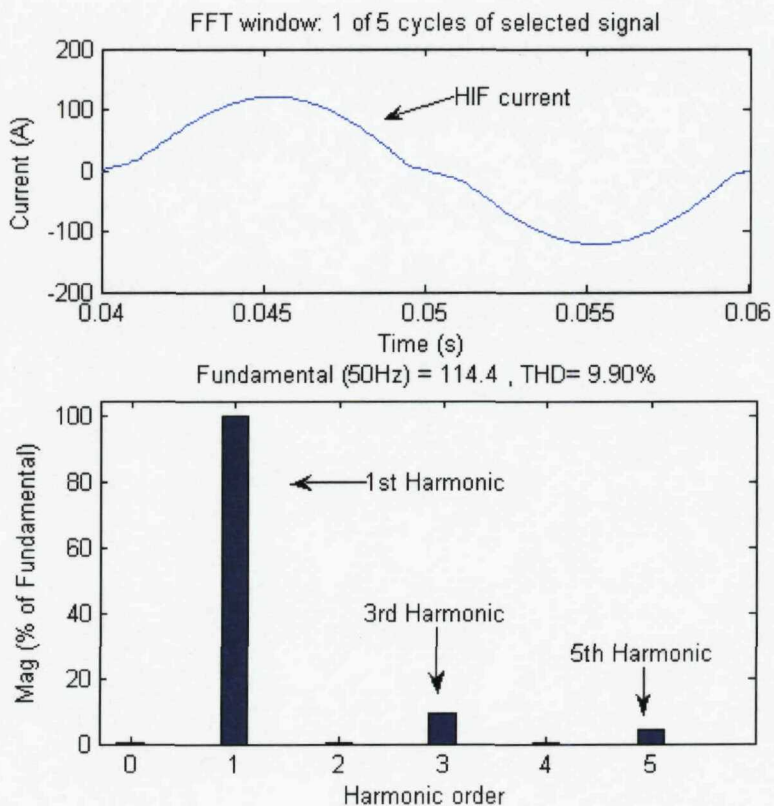 FFT window: 1 of 5 cycles of selected signal
200
100
0
-100
-200
Current (A)
HIF current
0.04
0.045
0.05
0.055
0.06
Time (s)
Fundamental (50Hz) = 114.4 , THD= 9.90%
100
80
60
40
20
0
Mag (% of Fundamental)
1st Harmonic
3rd Harmonic
5th Harmonic
0
1
2
3
4
5
Harmonic order